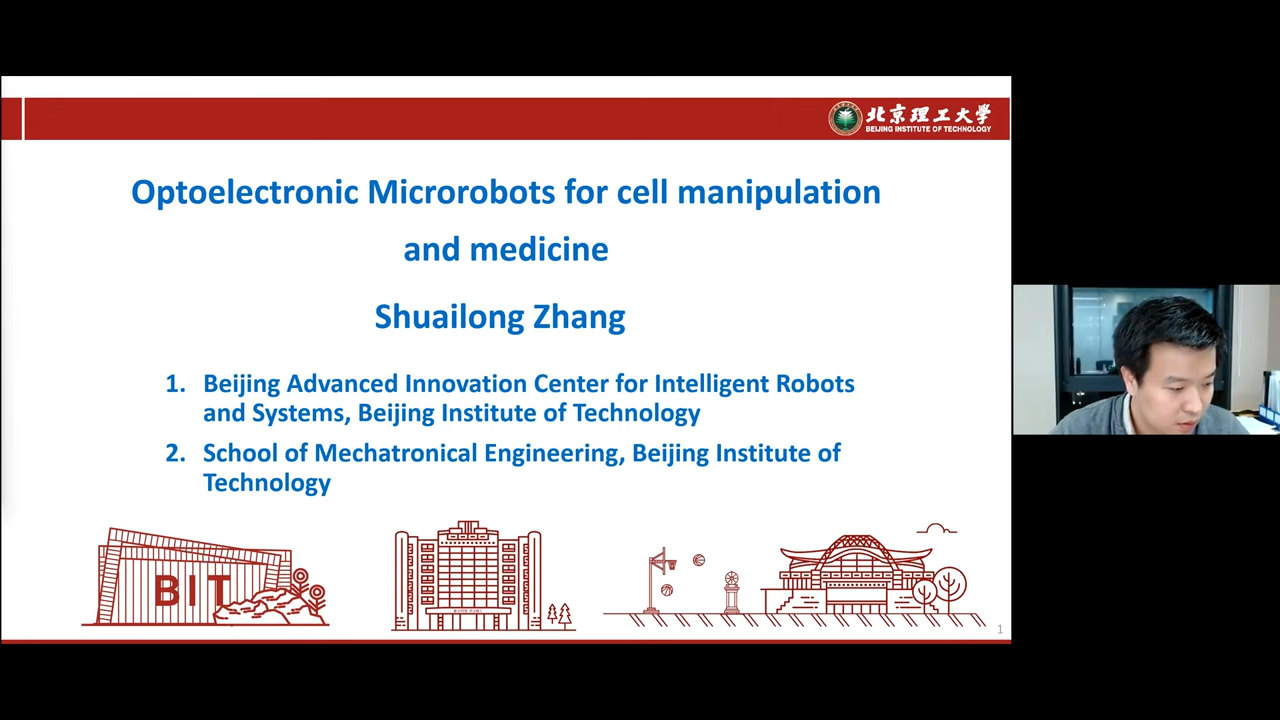 北京理工大学
BEIJING INSTITUTE OF TECHNOLOGY
Optoelectronic Microrobots for cell manipulation
and medicine
Shuailong Zhang
1. Beijing Advanced Innovation Center for Intelligent Robots
and Systems, Beijing Institute of Technology
2. School of Mechatronical Engineering, Beijing Institute of
Technology
BIT
1